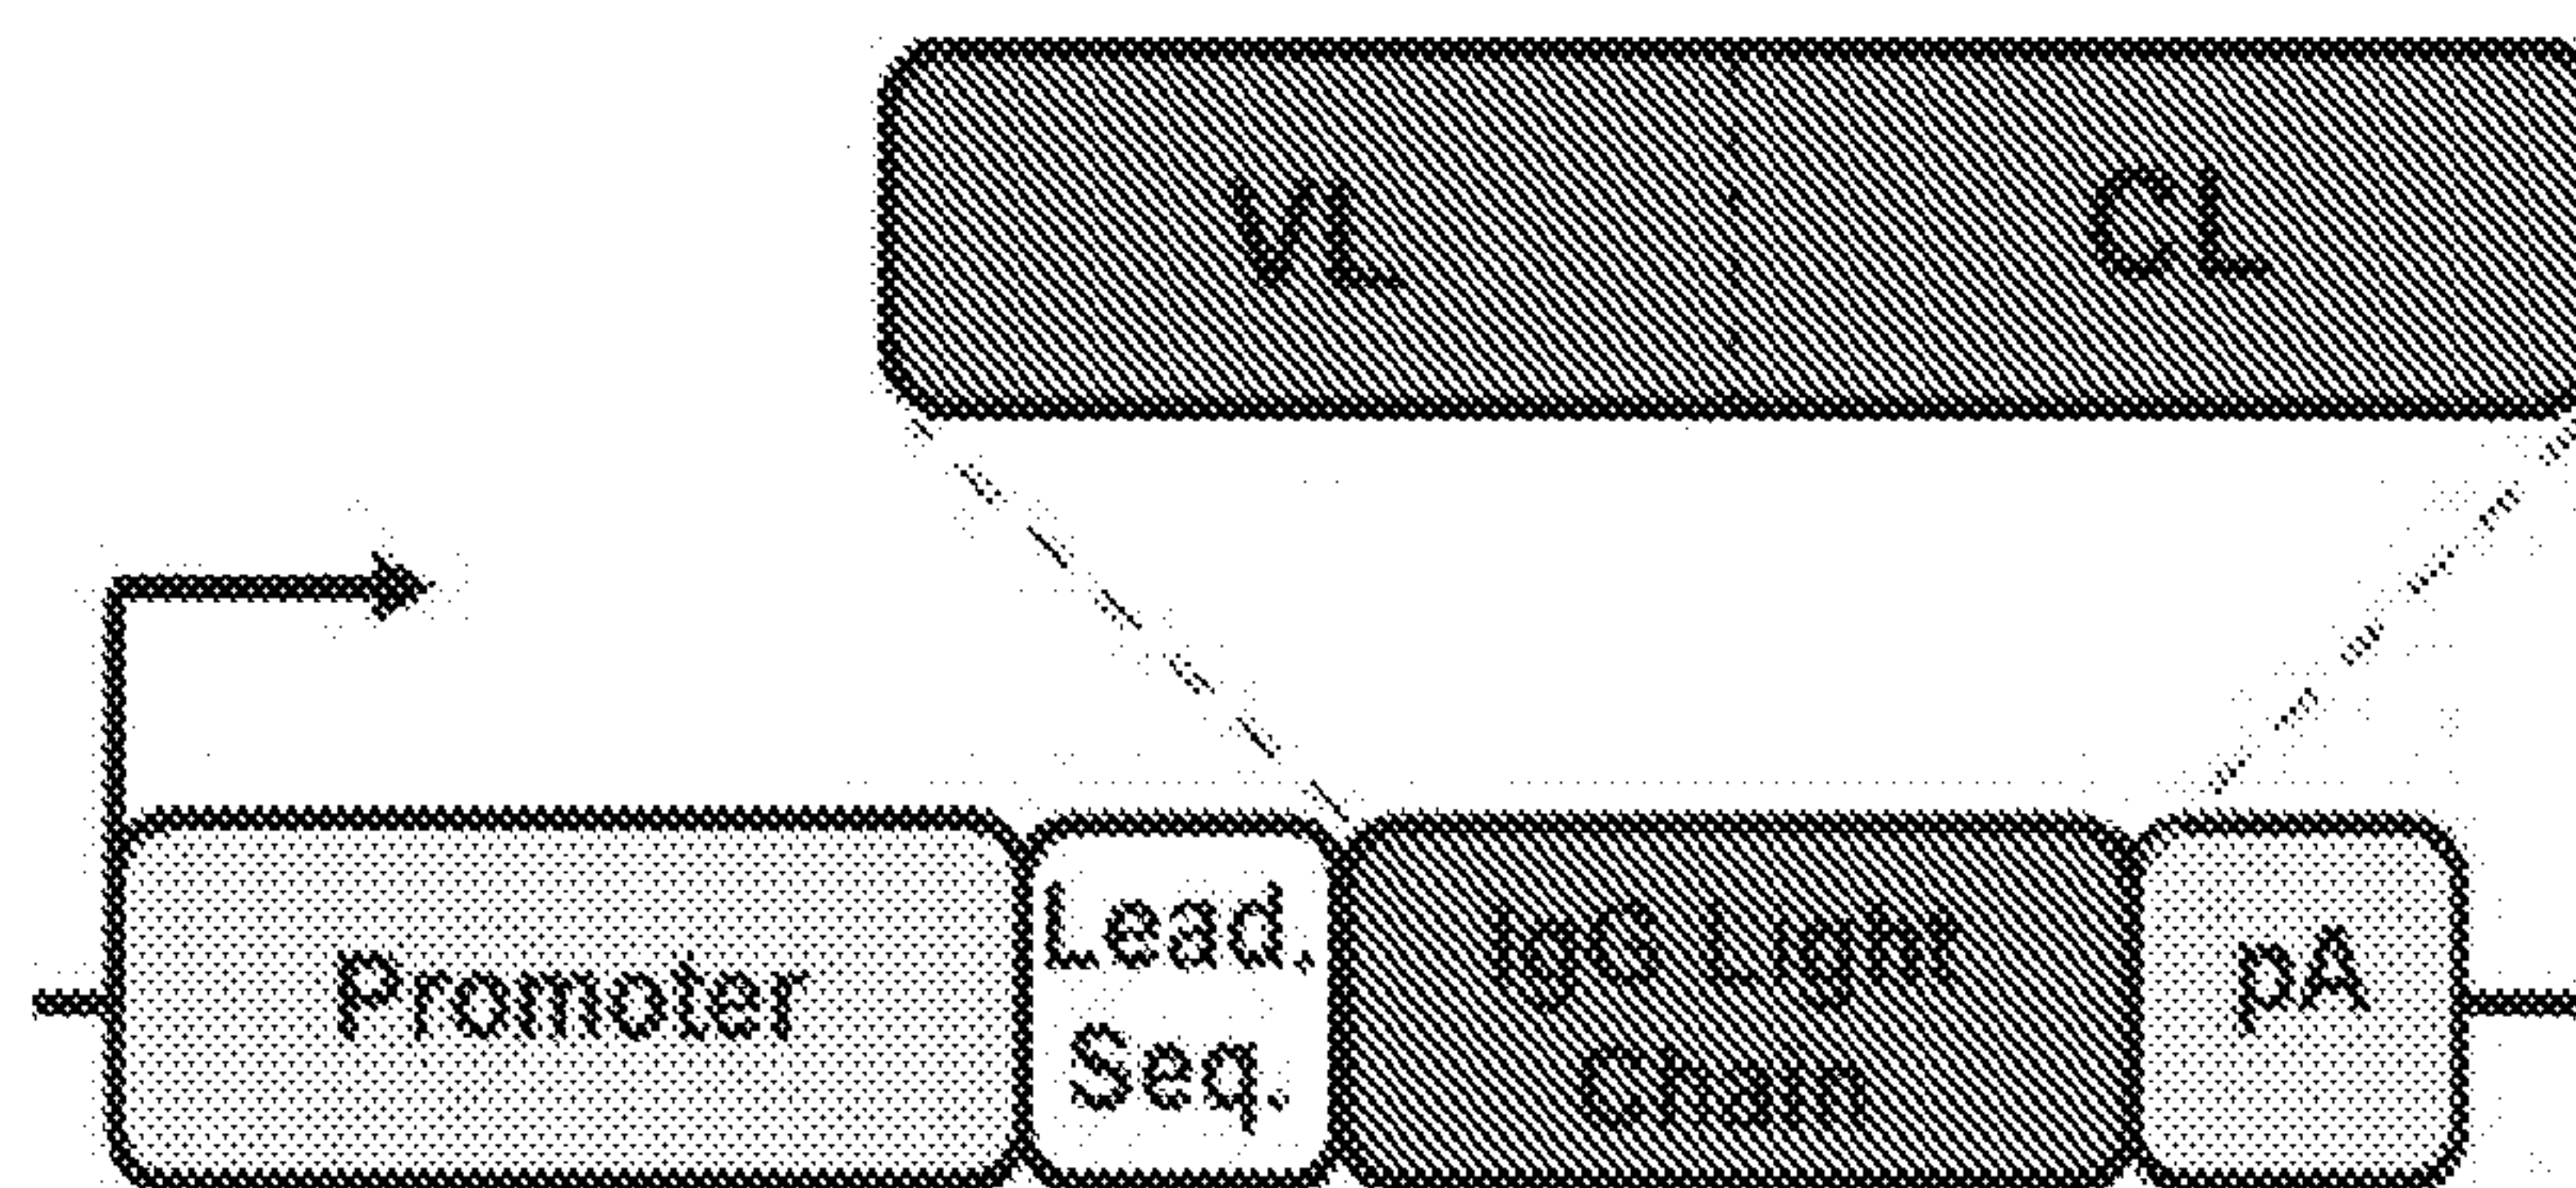 VL
CL
Promoter
Lead.
Seq.
IgG Light
Chain
pA